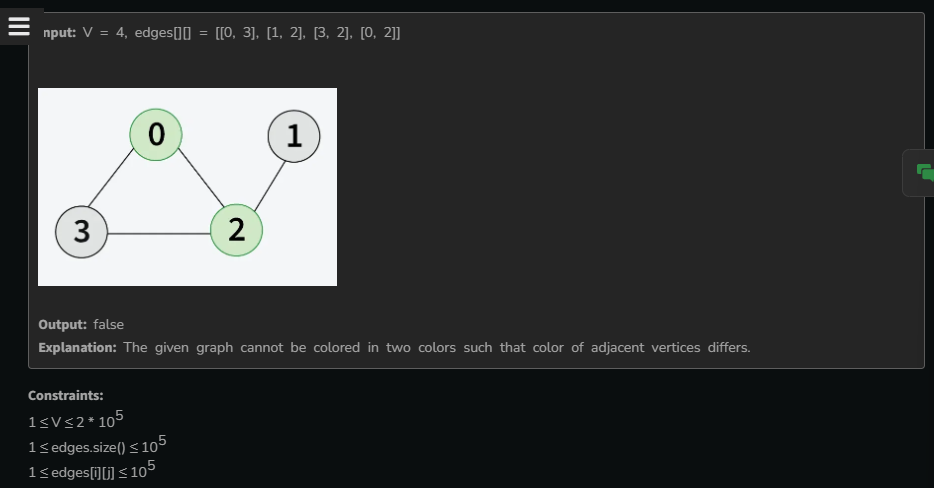 nput: V = 4, edges[][] = [[0, 3], [1, 2], [3, 2], [0, 2]]
0
1
3
2
Output: false
Explanation: The given graph cannot be colored in two colors such that color of adjacent vertices differs.
Constraints:
1 ≤ V ≤ 2 * 10^5
1 ≤ edges.size() ≤ 10^5
1 ≤ edges[i][j] ≤ 10^5